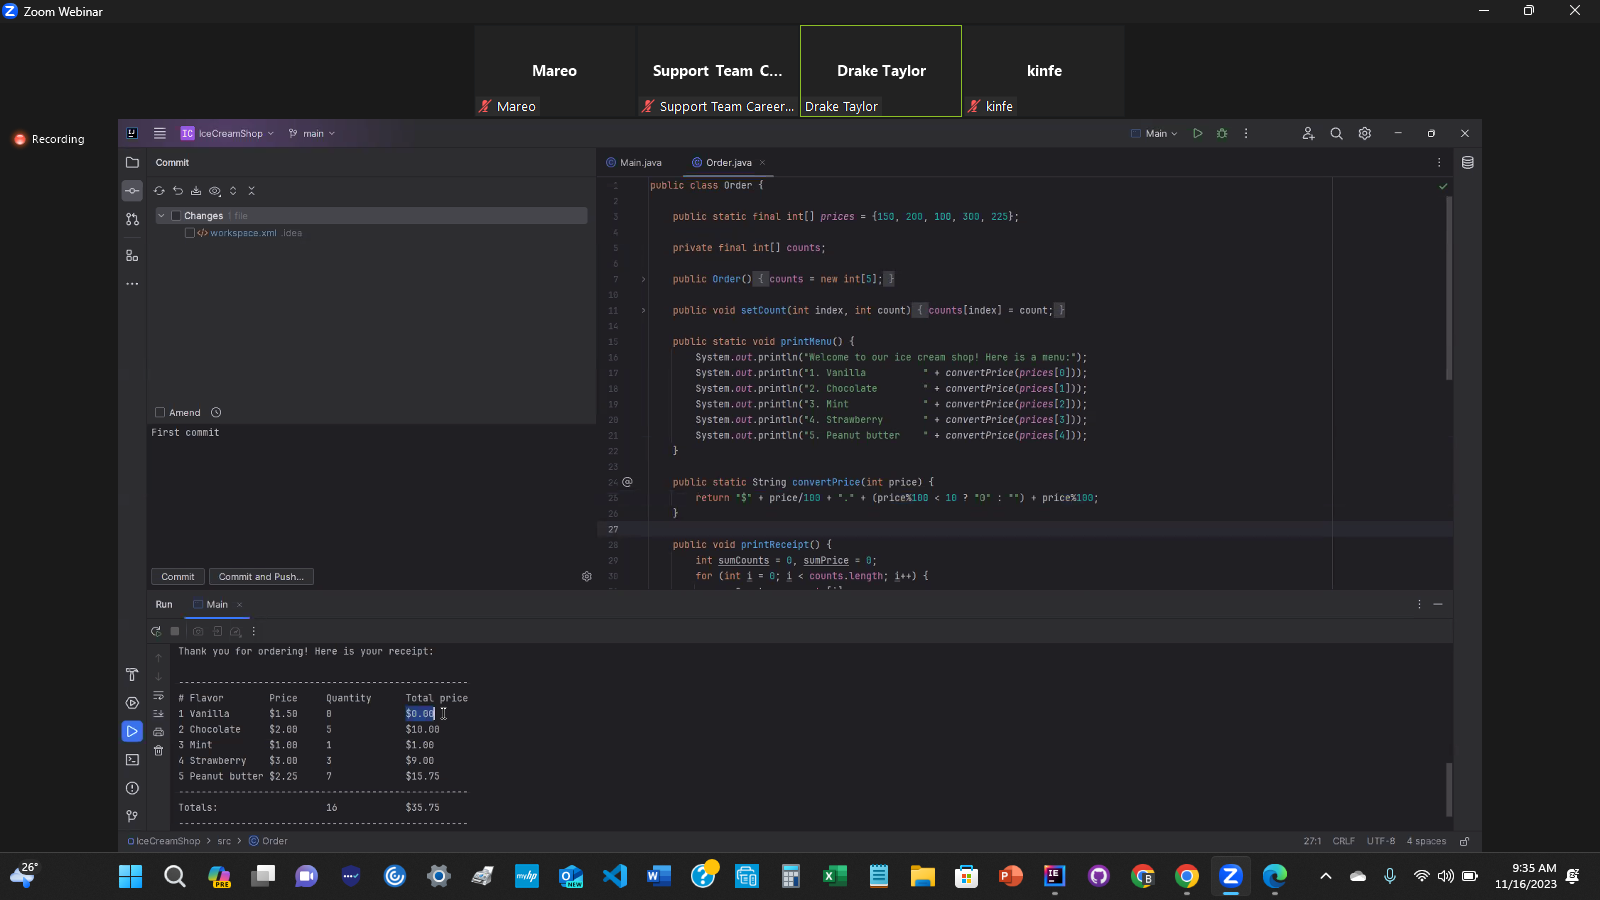 Zoom Webinar
Mareo
Support Team C...
Drake Taylor
kinfe
Mareo
Support Team Career...
Drake Taylor
kinfe
Recording
IC IceCreamShop
main
Main
Commit
Main.java
Order.java
Changes 1 file
workspace.xml .idea
Amend
First commit
Commit
Commit and Push...
1 public class Order {
2
3 public static final int[] prices = {150, 200, 100, 300, 225};
4
5 private final int[] counts;
6
7 public Order() { counts = new int[5]; }
10
11 public void setCount(int index, int count) { counts[index] = count; }
14
15 public static void printMenu() {
16 System.out.println("Welcome to our ice cream shop! Here is a menu:");
17 System.out.println("1. Vanilla " + convertPrice(prices[0]));
18 System.out.println("2. Chocolate " + convertPrice(prices[1]));
19 System.out.println("3. Mint " + convertPrice(prices[2]));
20 System.out.println("4. Strawberry " + convertPrice(prices[3]));
21 System.out.println("5. Peanut butter " + convertPrice(prices[4]));
22 }
23
24 @ public static String convertPrice(int price) {
25 return "$" + price/100 + "." + (price%100 < 10 ? "0" : "") + price%100;
26 }
27
28 public void printReceipt() {
29 int sumCounts = 0, sumPrice = 0;
30 for (int i = 0; i < counts.length; i++) {
Run
Main
Thank you for ordering! Here is your receipt:
---------------------------------------------------
# Flavor Price Quantity Total price
1 Vanilla $1.50 0 $0.00
2 Chocolate $2.00 5 $10.00
3 Mint $1.00 1 $1.00
4 Strawberry $3.00 3 $9.00
5 Peanut butter $2.25 7 $15.75
---------------------------------------------------
Totals: 16 $35.75
---------------------------------------------------
IceCreamShop > src > Order
27:1 CRLF UTF-8 4 spaces
26°
PRE
NEW
9:35 AM
11/16/2023